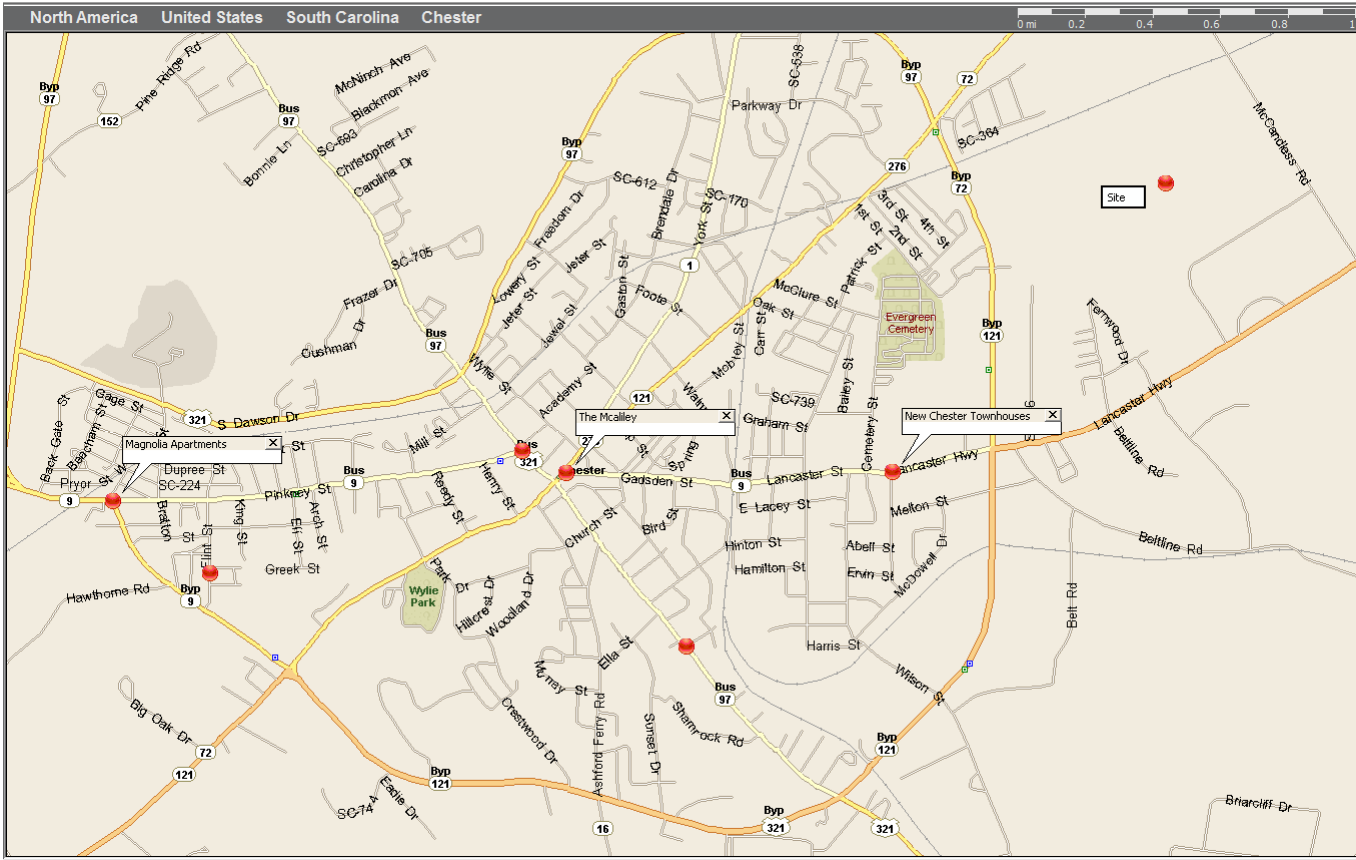 North America United States South Carolina Chester
0 mi 0.2 0.4 0.6 0.8 1
Byp
97
Pine Ridge Rd
152
McNinch Ave
Blackmon Ave
Bus
97
SC-693
Bonnie Ln
Christopher Ln
Carolina Dr
Byp
97
SC-538
Parkway Dr
Byp
97
72
SC-364
276
Byp
72
McCandless Rd
Site
SC-612
Brendale Dr
SC-170
York St
Freedom Dr
3rd St
4th St
1st St
2nd St
Patrick St
SC-705
Jeter St
Gaston St
1
Lowery St
Jeter St
Foote St
McClure St
Oak St
Frazer Dr
Cushman Dr
Jewel St
Evergreen
Cemetery
Fernwood Dr
Byp
121
Bus
97
Wylie St
Mobley St
Carr St
Bailey St
Academy St
121
SC-739
Cemetery St
Lancaster Hwy
Gage St
321
S Dawson Dr
Back Gate St
Beecham St
Mill St
The Mcaliley
Graham St
New Chester Townhouses
Beltline Rd
Magnolia Apartments
Dupree St
SC-224
Pryor St
9
Pinkney St
Bus
9
Bus
321
Gadsden St
Bus
9
Lancaster St
Lancaster Hwy
Bratton St
King St
Flint St
Eff St
Arch St
Reedy St
Henry St
Church St
Bird St
E Lacey St
Melton St
Hinton St
Abell St
Hamilton St
Ervin St
McDowell Dr
Beltline Rd
Greek St
Hawthorne Rd
Byp
9
Wylie
Park
Park Dr
Hillcrest Dr
Woodland Dr
Belt Rd
Ella St
Harris St
Murray St
Wilson St
Big Oak Dr
72
121
Crestwood Dr
Ashford Ferry Rd
Sunset Dr
Shamrock Rd
Bus
97
Byp
121
Byp
121
SC-744
Eadie Dr
16
Byp
321
321
Briarcliff Dr